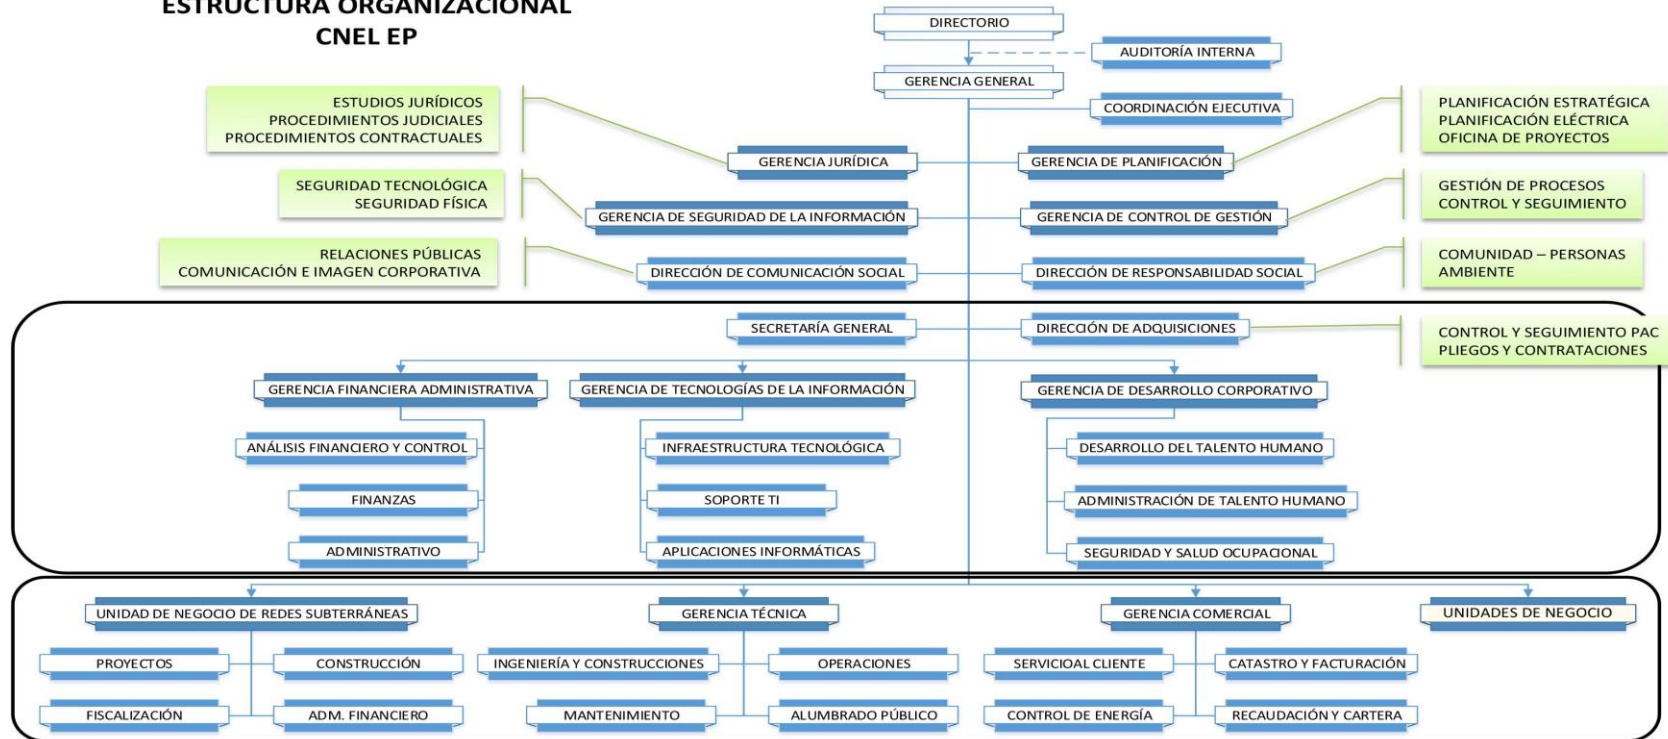 ESTRUCTURA ORGANIZACIONAL
CNEL EP
DIRECTORIO
AUDITORÍA INTERNA
GERENCIA GENERAL
COORDINACIÓN EJECUTIVA
ESTUDIOS JURÍDICOS
PROCEDIMIENTOS JUDICIALES
PROCEDIMIENTOS CONTRACTUALES
PLANIFICACIÓN ESTRATÉGICA
PLANIFICACIÓN ELÉCTRICA
OFICINA DE PROYECTOS
GERENCIA JURÍDICA
GERENCIA DE PLANIFICACIÓN
SEGURIDAD TECNOLÓGICA
SEGURIDAD FÍSICA
GESTIÓN DE PROCESOS
CONTROL Y SEGUIMIENTO
GERENCIA DE SEGURIDAD DE LA INFORMACIÓN
GERENCIA DE CONTROL DE GESTIÓN
RELACIONES PÚBLICAS
COMUNICACIÓN E IMAGEN CORPORATIVA
COMUNIDAD – PERSONAS
AMBIENTE
DIRECCIÓN DE COMUNICACIÓN SOCIAL
DIRECCIÓN DE RESPONSABILIDAD SOCIAL
SECRETARÍA GENERAL
DIRECCIÓN DE ADQUISICIONES
CONTROL Y SEGUIMIENTO PAC
PLIEGOS Y CONTRATACIONES
GERENCIA FINANCIERA ADMINISTRATIVA
GERENCIA DE TECNOLOGÍAS DE LA INFORMACIÓN
GERENCIA DE DESARROLLO CORPORATIVO
ANÁLISIS FINANCIERO Y CONTROL
INFRAESTRUCTURA TECNOLÓGICA
DESARROLLO DEL TALENTO HUMANO
FINANZAS
SOPORTE TI
ADMINISTRACIÓN DE TALENTO HUMANO
ADMINISTRATIVO
APLICACIONES INFORMÁTICAS
SEGURIDAD Y SALUD OCUPACIONAL
UNIDAD DE NEGOCIO DE REDES SUBTERRÁNEAS
GERENCIA TÉCNICA
GERENCIA COMERCIAL
UNIDADES DE NEGOCIO
PROYECTOS
CONSTRUCCIÓN
INGENIERÍA Y CONSTRUCCIONES
OPERACIONES
SERVICIOAL CLIENTE
CATASTRO Y FACTURACIÓN
FISCALIZACIÓN
ADM. FINANCIERO
MANTENIMIENTO
ALUMBRADO PÚBLICO
CONTROL DE ENERGÍA
RECAUDACIÓN Y CARTERA